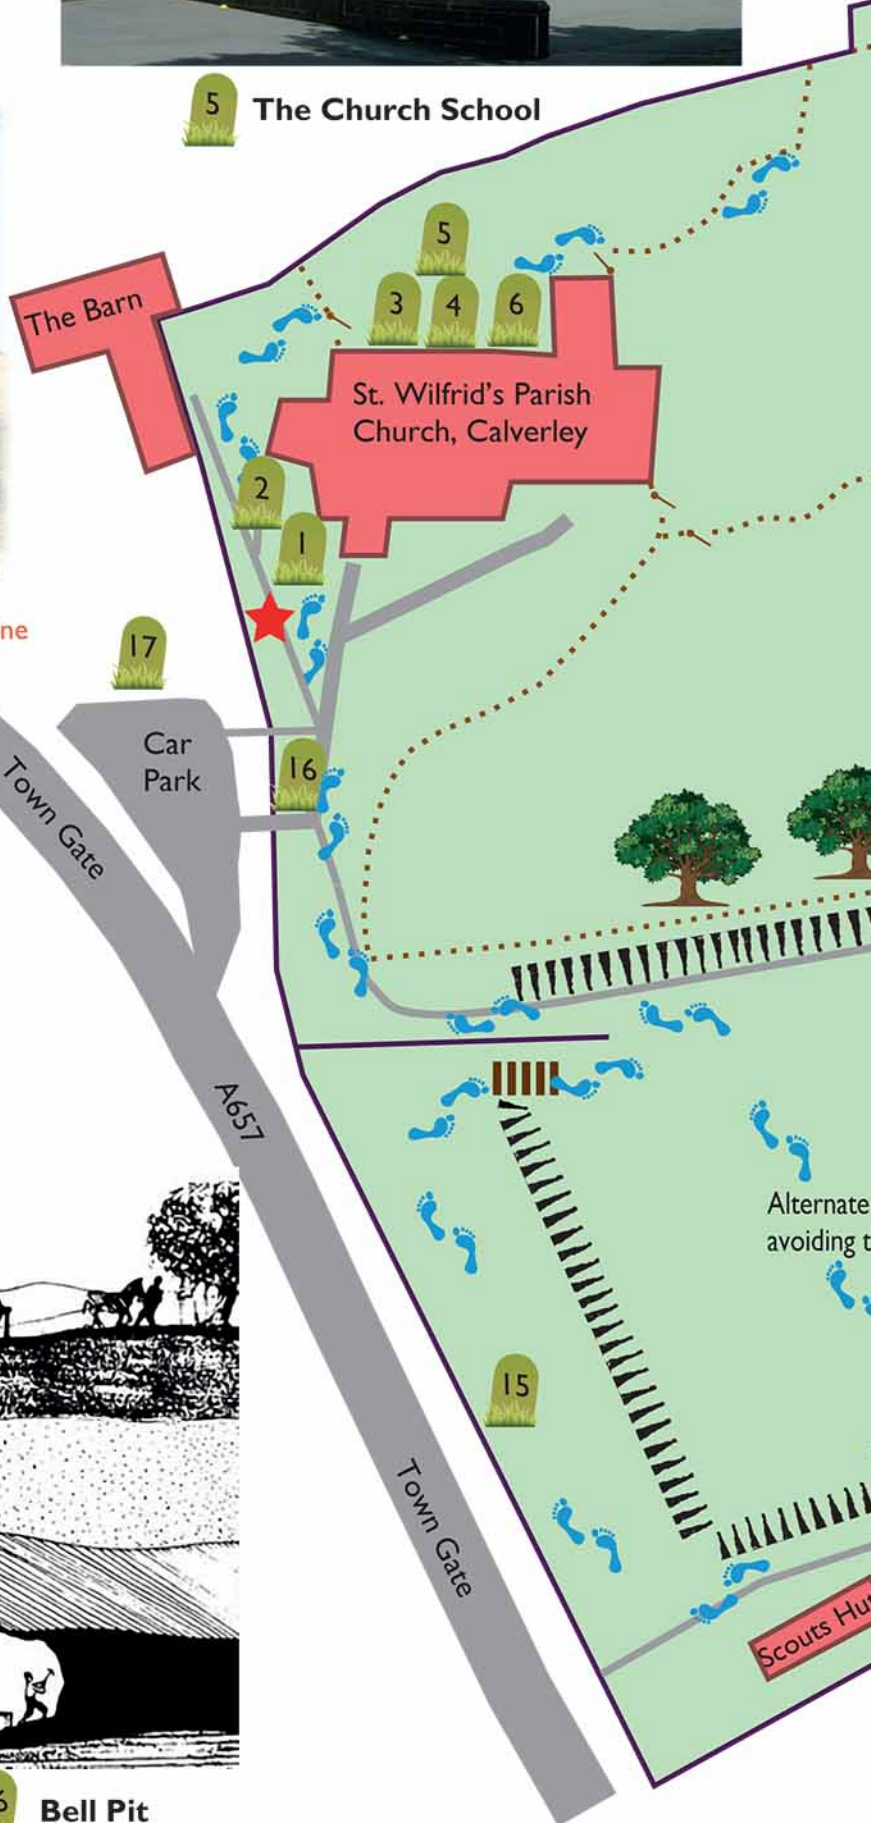 5
The Church School
5
3
4
6
The Barn
St. Wilfrid's Parish
Church, Calverley
2
1
ne
17
Car
Park
16
Town Gate
A657
Alternate
avoiding t
15
Town Gate
Scouts Hut
Bell Pit